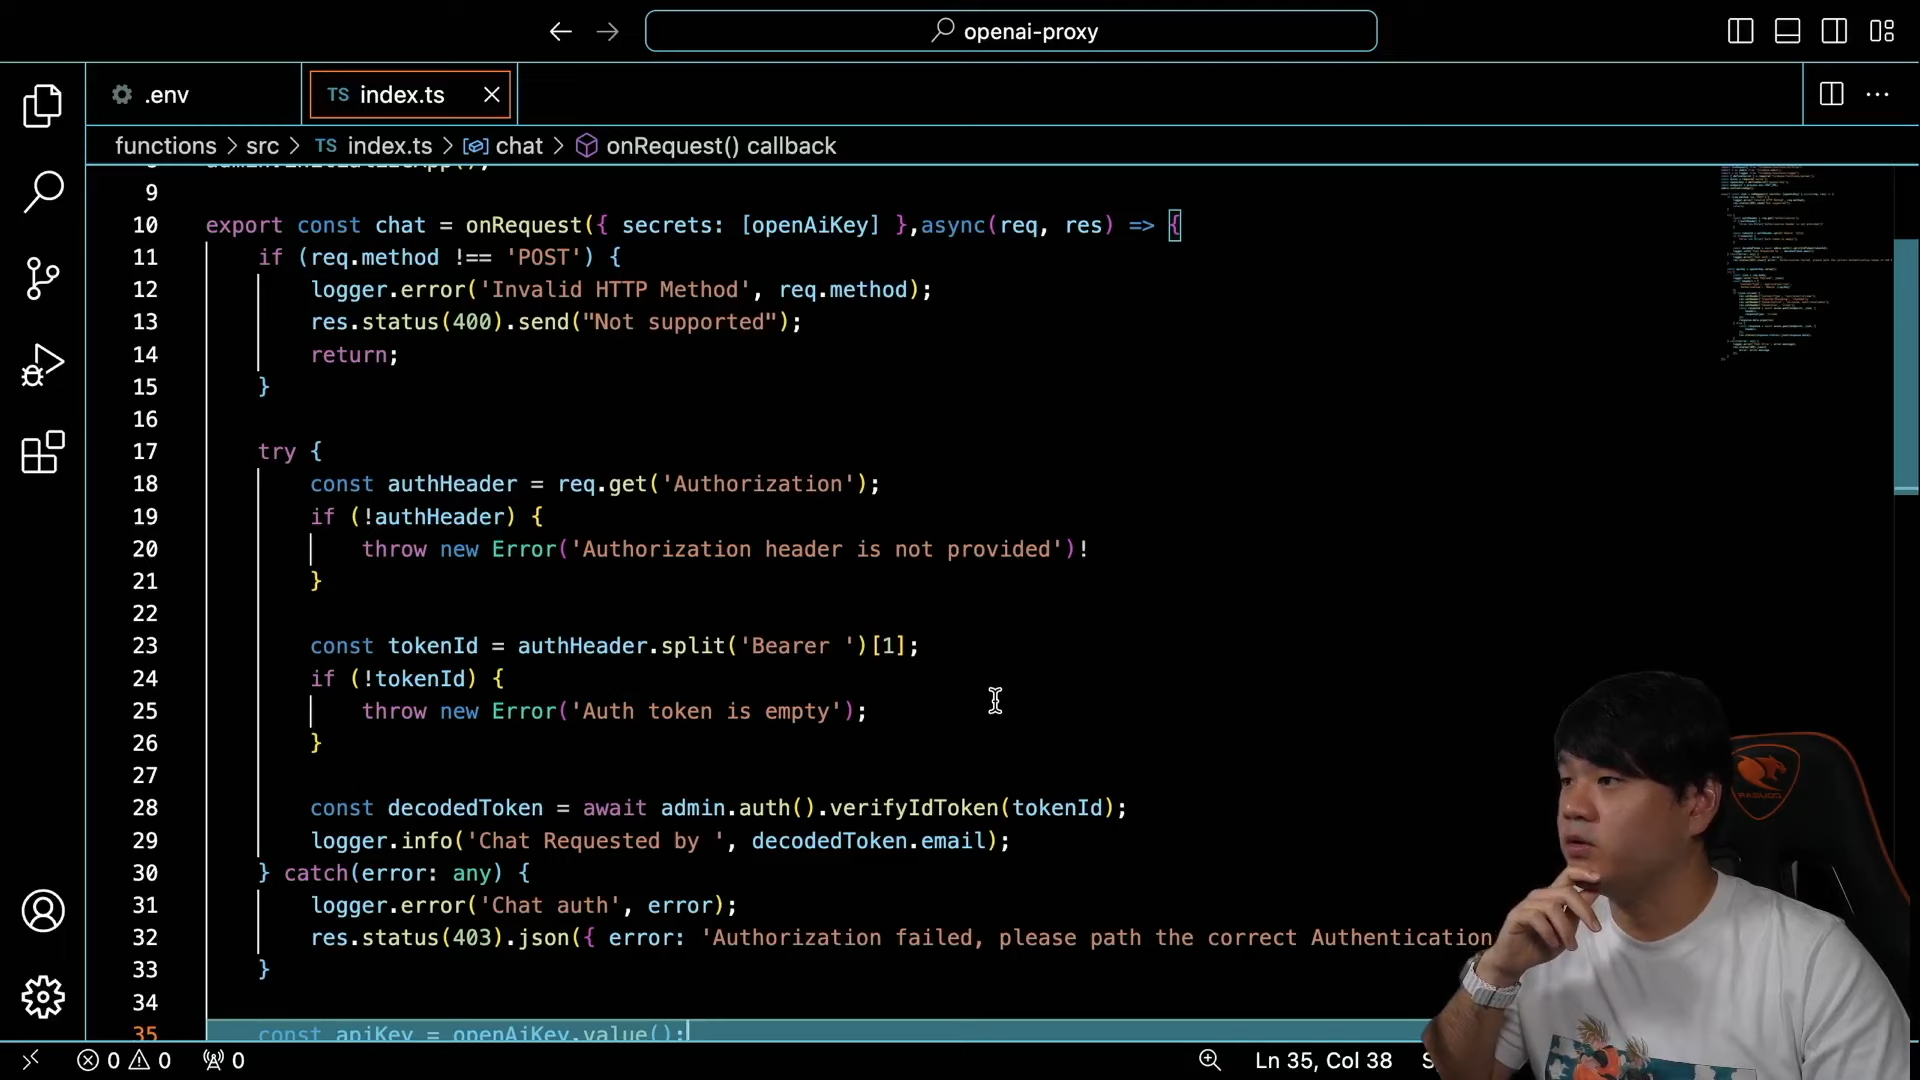 openai-proxy
.env
TS index.ts
functions > src > TS index.ts > chat > onRequest() callback
9
10 export const chat = onRequest({ secrets: [openAiKey] },async(req, res) => {
11 if (req.method !== 'POST') {
12 logger.error('Invalid HTTP Method', req.method);
13 res.status(400).send("Not supported");
14 return;
15 }
16
17 try {
18 const authHeader = req.get('Authorization');
19 if (!authHeader) {
20 throw new Error('Authorization header is not provided')!
21 }
22
23 const tokenId = authHeader.split('Bearer ')[1];
24 if (!tokenId) {
25 throw new Error('Auth token is empty');
26 }
27
28 const decodedToken = await admin.auth().verifyIdToken(tokenId);
29 logger.info('Chat Requested by ', decodedToken.email);
30 } catch(error: any) {
31 logger.error('Chat auth', error);
32 res.status(403).json({ error: 'Authorization failed, please path the correct Authentication
33 }
34
35 const apiKey = openAiKey.value();
0 0 0
Ln 35, Col 38
COUGAR